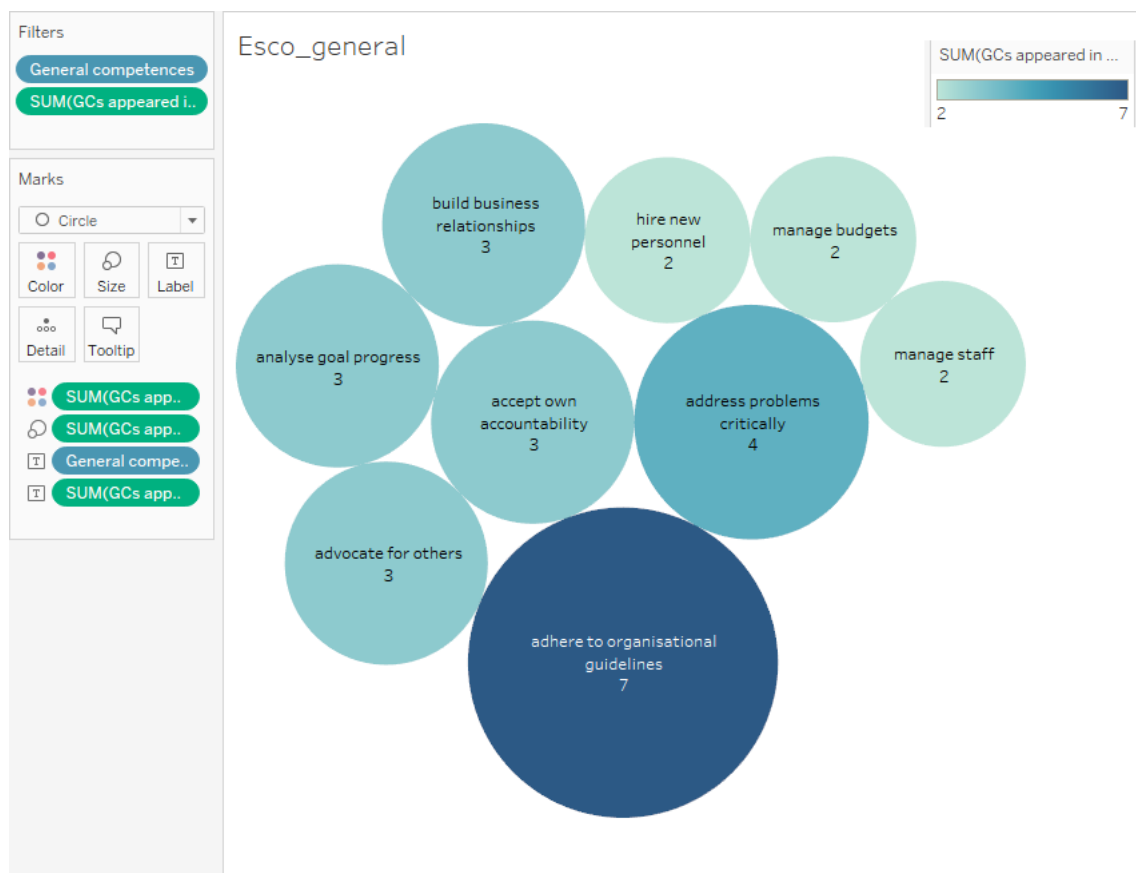 Filters
General competences
SUM(GCs appeared i..
Marks
Circle
Color
Size
T
Label
Detail
Tooltip
SUM(GCs app..
SUM(GCs app..
T
General compe..
T
SUM(GCs app..
Esco_general
SUM(GCs appeared in ...
2
7
build business
relationships
3
hire new
personnel
2
manage budgets
2
analyse goal progress
3
accept own
accountability
3
address problems
critically
4
manage staff
2
advocate for others
3
adhere to organisational
guidelines
7